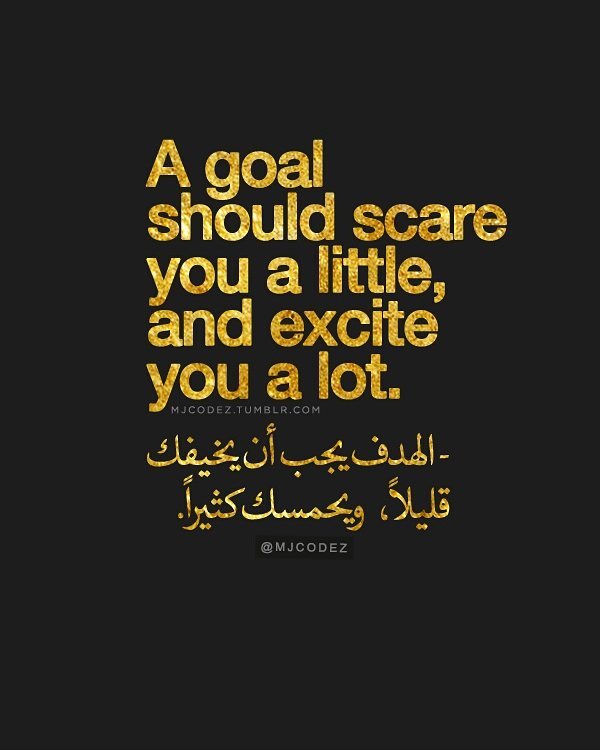 A goal
should scare
you a little,
and excite
you a lot.
MJCODEZ.TUMBLR.COM
- الهدف يجب أن يخيفك
قليلاً، ويحمسك كثيراً.
@MJCODEZ